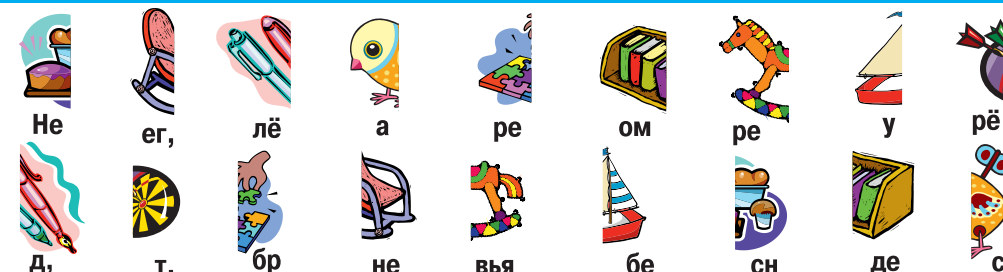 Не ег, лё а ре ом ре у рё
д, т. бр не вья бе сн де с